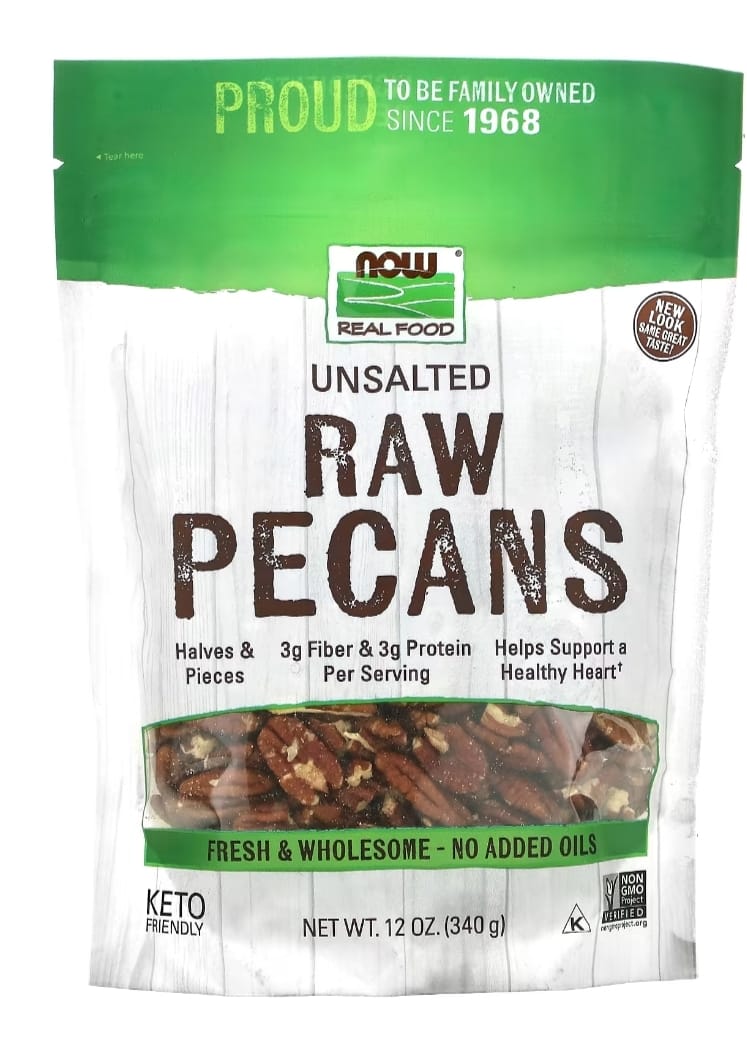 PROUD TO BE FAMILY OWNED
SINCE 1968
◄ Tear here
NOW®
REAL FOOD
NEW
LOOK
SAME GREAT
TASTE!
UNSALTED
RAW
PECANS
Halves &
Pieces
3g Fiber & 3g Protein
Per Serving
Helps Support a
Healthy Heart†
FRESH & WHOLESOME - NO ADDED OILS
KETO
FRIENDLY
NET WT. 12 OZ. (340 g)
K
NON
GMO
Project
VERIFIED
nongmoproject.org